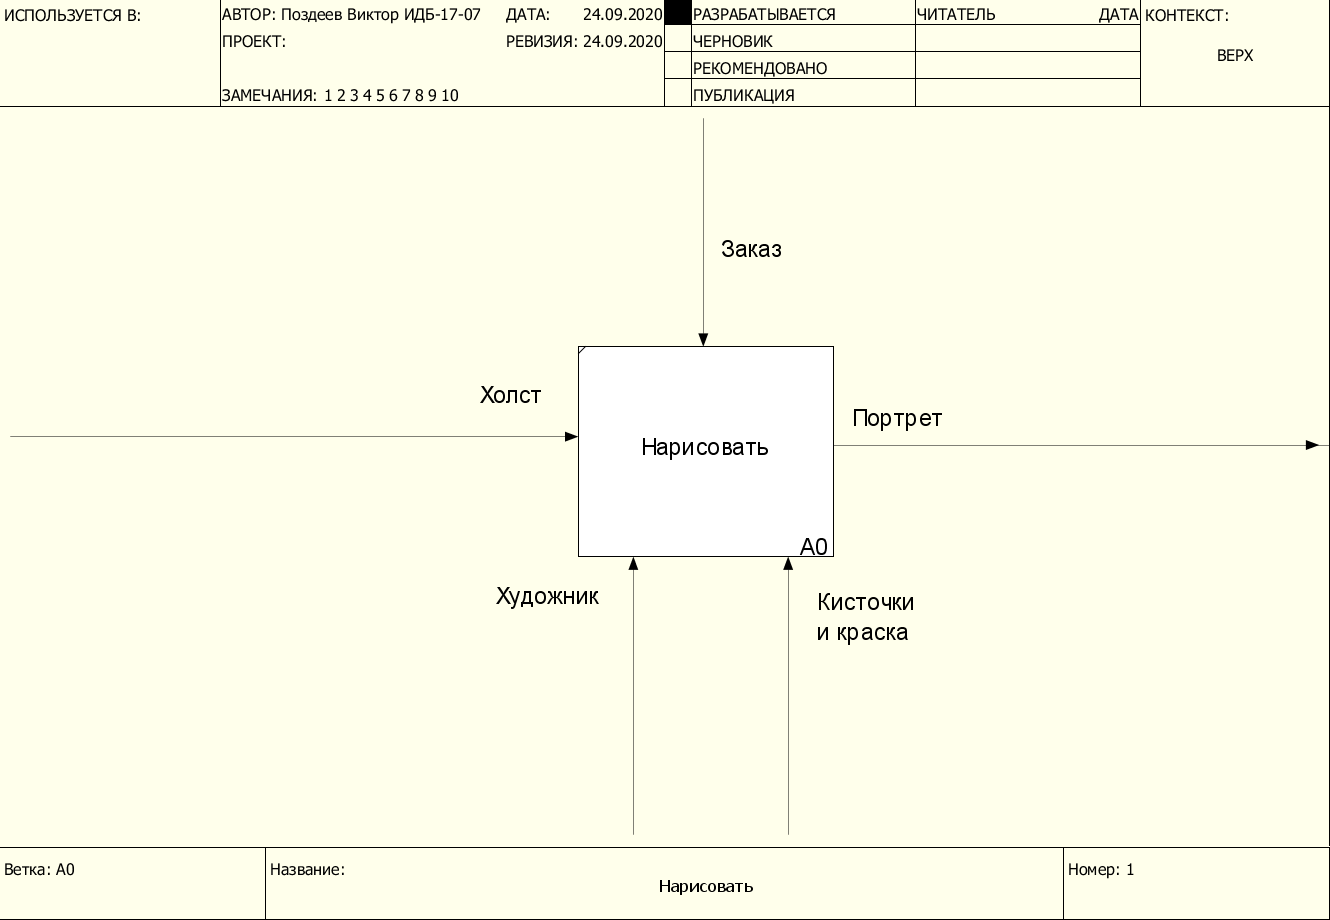 ИСПОЛЬЗУЕТСЯ В:
АВТОР: Поздеев Виктор ИДБ-17-07 ДАТА: 24.09.2020
ПРОЕКТ: РЕВИЗИЯ: 24.09.2020
ЗАМЕЧАНИЯ: 1 2 3 4 5 6 7 8 9 10
РАЗРАБАТЫВАЕТСЯ
ЧЕРНОВИК
РЕКОМЕНДОВАНО
ПУБЛИКАЦИЯ
ЧИТАТЕЛЬ ДАТА
КОНТЕКСТ:
ВЕРХ
Заказ
Холст
Портрет
Нарисовать
A0
Художник
Кисточки
и краска
Ветка: A0
Название:
Нарисовать
Номер: 1